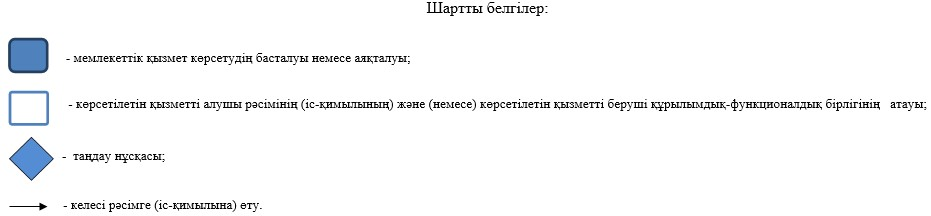 Шартты белгілер:
- мемлекеттік қызмет көрсетудің басталуы немесе аяқталуы;
- көрсетілетін қызметті алушы рәсімінің (іс-қимылының) және (немесе) көрсетілетін қызметті беруші құрылымдық-функционалдық бірлігінің атауы;
- таңдау нұсқасы;
- келесі рәсімге (іс-қимылына) өту.